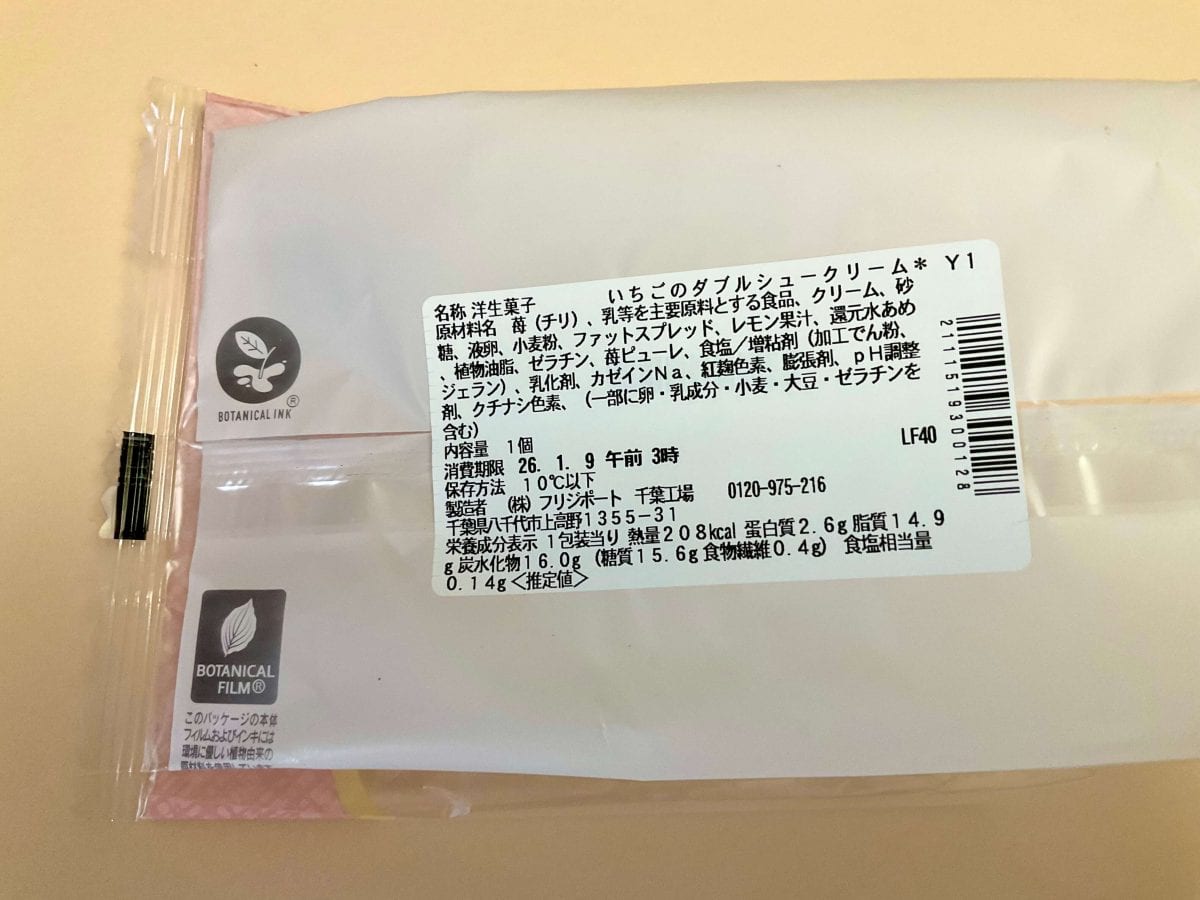 名称 洋生菓子 いちごのダブルシュークリーム＊ Y1
原材料名 苺（チリ）、乳等を主要原料とする食品、クリーム、砂
糖、液卵、小麦粉、ファットスプレッド、レモン果汁、還元水あめ
、植物油脂、ゼラチン、苺ピューレ、食塩／増粘剤（加工でん粉、
ジェラン）、乳化剤、カゼインNa、紅麹色素、膨張剤、pH調整
剤、クチナシ色素、（一部に卵・乳成分・小麦・大豆・ゼラチンを
含む）
内容量 1個
LF40
消費期限 26. 1. 9 午前 3時
保存方法 10℃以下
製造者 （株）フリジポート 千葉工場 0120-975-216
千葉県八千代市上高野1355-31
栄養成分表示 1包装当り 熱量208kcal 蛋白質2.6g 脂質14.9
g 炭水化物16.0g（糖質15.6g 食物繊維0.4g） 食塩相当量
0.14g＜推定値＞
2111519300128
BOTANICAL INK®
BOTANICAL
FILM®
このパッケージの本体
フィルムおよびインキには
環境に優しい植物由来の